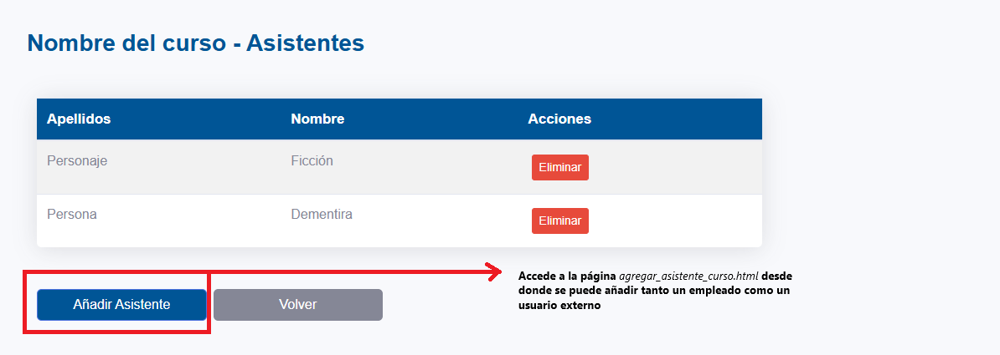 Nombre del curso - Asistentes
Apellidos Nombre Acciones
Personaje Ficción Eliminar
Persona Dementira Eliminar
Añadir Asistente Volver
Accede a la página agregar_asistente_curso.html desde
donde se puede añadir tanto un empleado como un
usuario externo